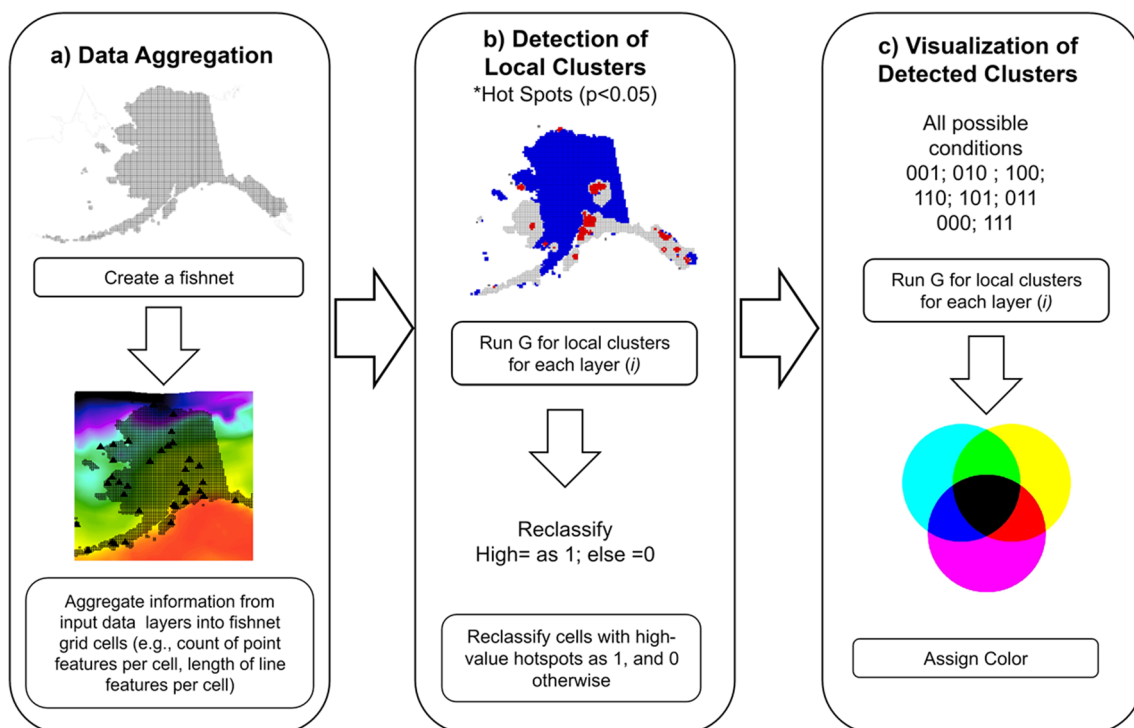 a) Data Aggregation
Create a fishnet
Aggregate information from
input data layers into fishnet
grid cells (e.g., count of point
features per cell, length of line
features per cell)
b) Detection of
Local Clusters
*Hot Spots (p<0.05)
Run G for local clusters
for each layer (i)
Reclassify
High= as 1; else =0
Reclassify cells with high-
value hotspots as 1, and 0
otherwise
c) Visualization of
Detected Clusters
All possible
conditions
001; 010 ; 100;
110; 101; 011
000; 111
Run G for local clusters
for each layer (i)
Assign Color